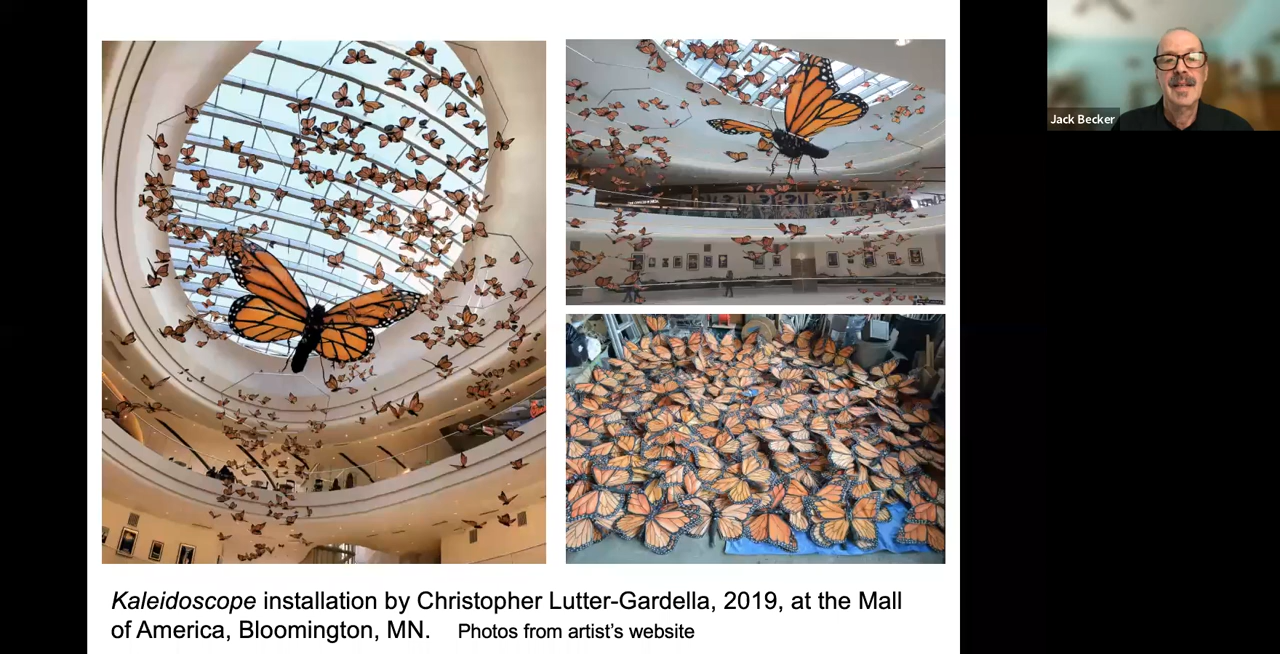 Jack Becker
Kaleidoscope installation by Christopher Lutter-Gardella, 2019, at the Mall
of America, Bloomington, MN. Photos from artist's website